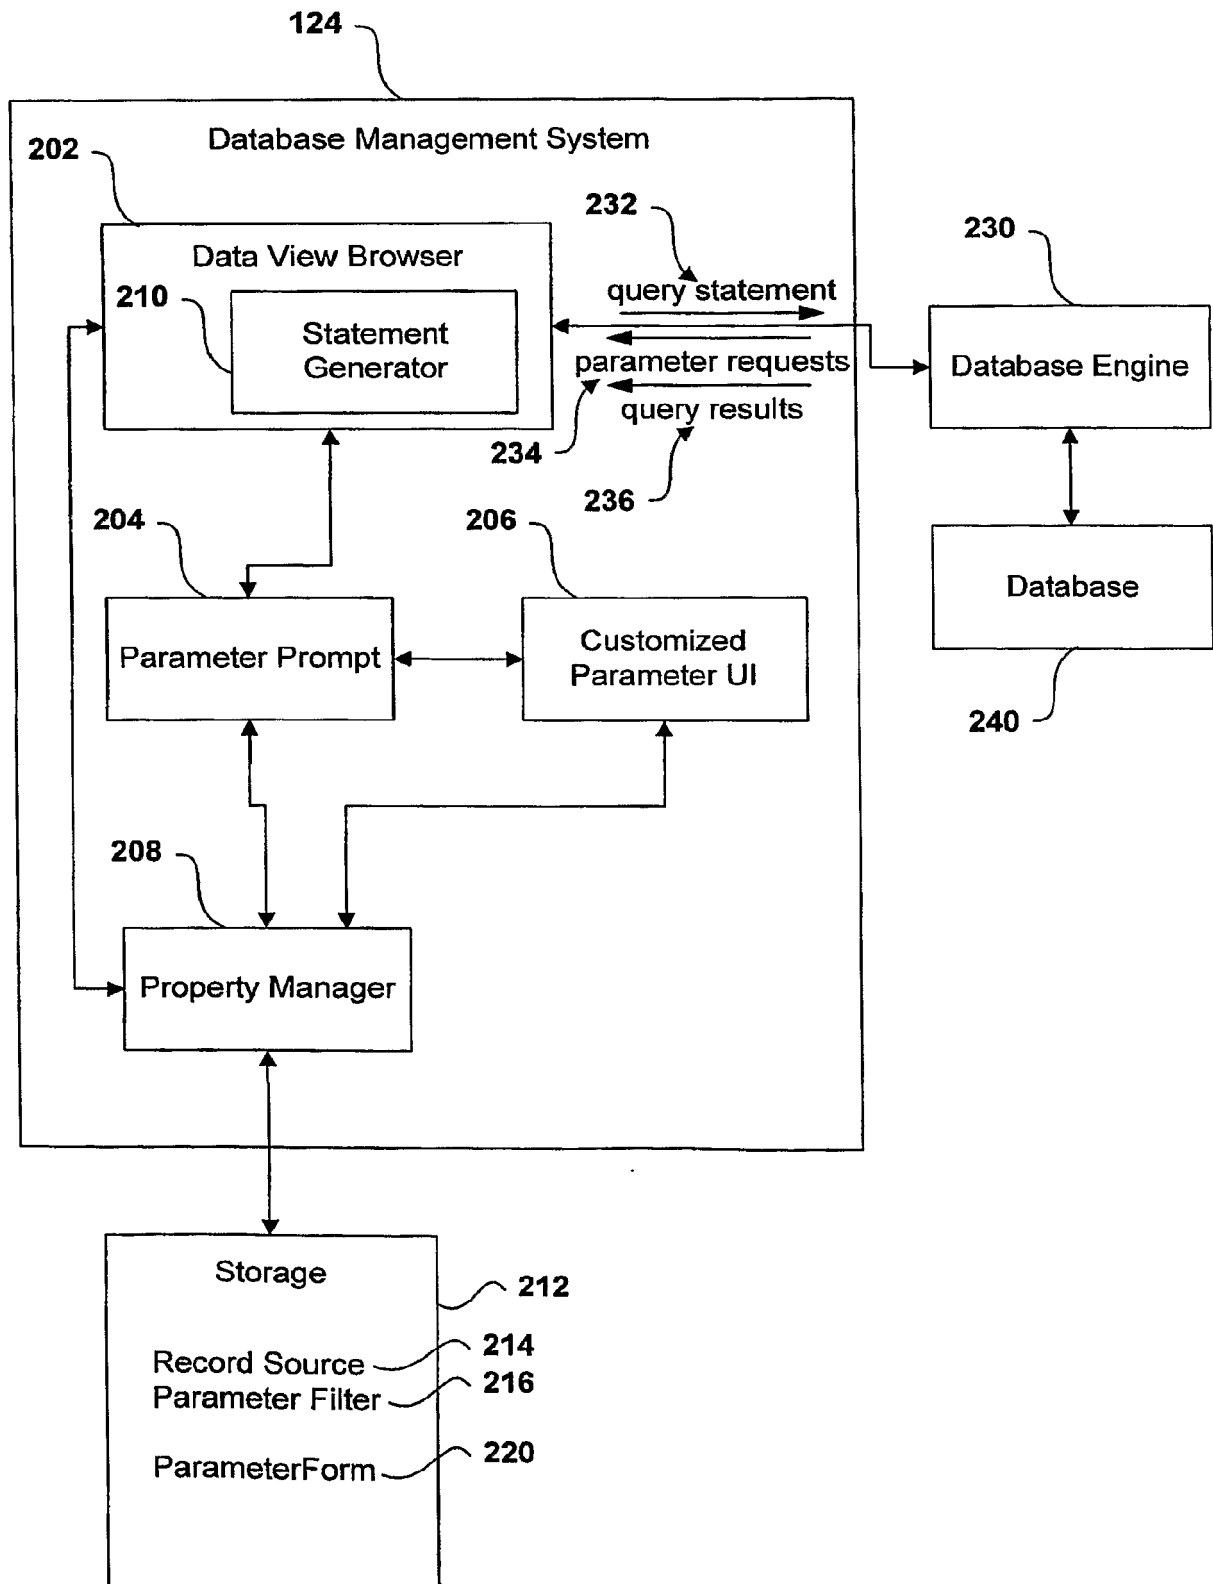 124
Database Management System
202
Data View Browser
210
Statement
Generator
232
query statement
parameter requests
query results
234
236
230
Database Engine
Database
240
204
Parameter Prompt
206
Customized
Parameter UI
208
Property Manager
Storage
212
Record Source
214
Parameter Filter
216
ParameterForm
220